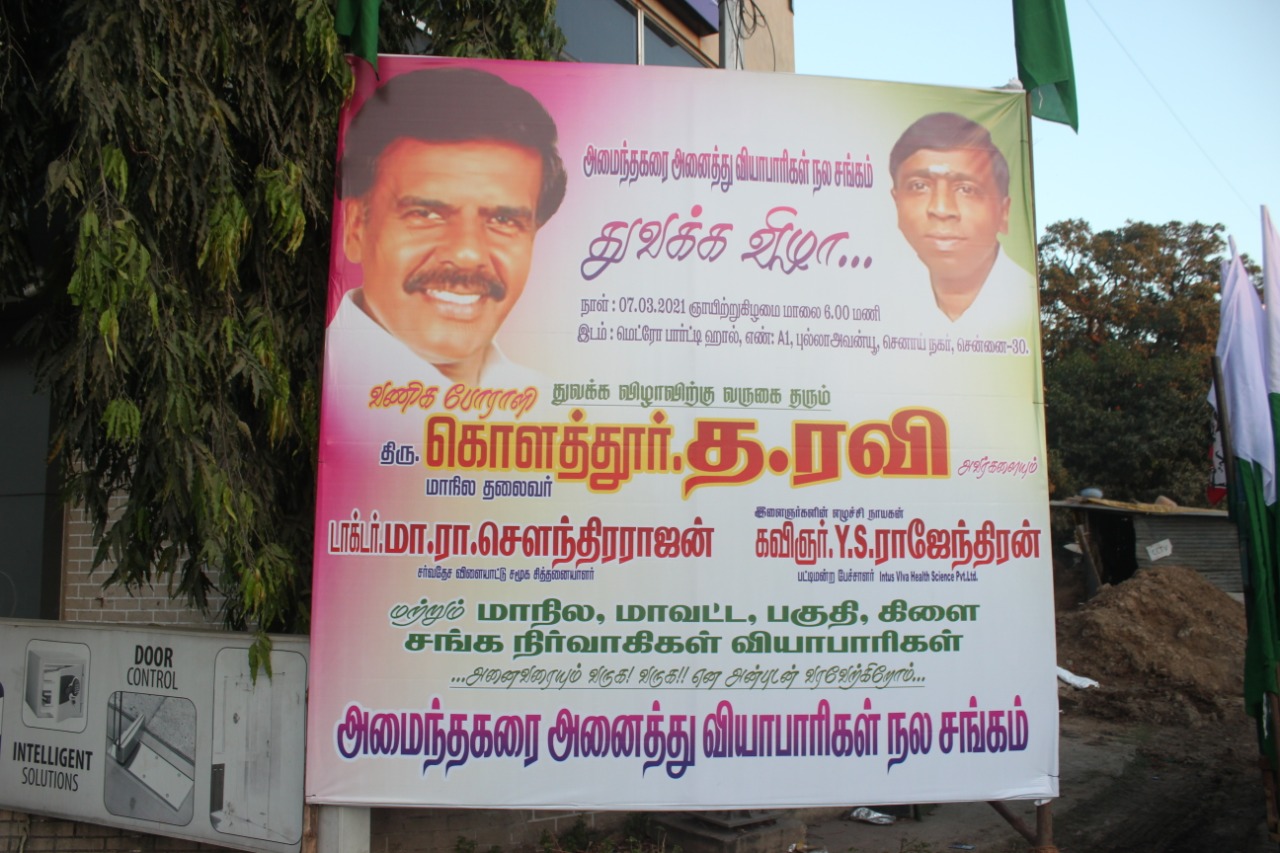 அமைந்தகரை அனைத்து வியாபாரிகள் நல சங்கம்
துவக்க விழா...
நாள் : 07.03.2021 ஞாயிற்றுகிழமை மாலை 6.00 மணி
இடம் : மெட்ரோ பார்ட்டி ஹால், எண்: A1, புல்லாஅவன்யூ, செனாய் நகர், சென்னை-30.
வணிக போராளி துவக்க விழாவிற்கு வருகை தரும்
திரு. கொளத்தூர். த.ரவி அவர்களையும்
மாநில தலைவர்
இளைஞர்களின் எழுச்சி நாயகன்
டாக்டர். மா.ரா.சௌந்திரராஜன் கவிஞர். Y.S.ராஜேந்திரன்
சர்வதேச விளையாட்டு சமூக சிந்தனையாளர் பட்டிமன்ற பேச்சாளர் Intus Viva Health Science Pvt.Ltd.
மற்றும் மாநில, மாவட்ட, பகுதி, கிளை
சங்க நிர்வாகிகள் வியாபாரிகள்
...அனைவரையும் வருக! வருக!! என அன்புடன் வரவேற்கிறோம்...
அமைந்தகரை அனைத்து வியாபாரிகள் நல சங்கம்
DOOR
CONTROL
INTELLIGENT
SOLUTIONS